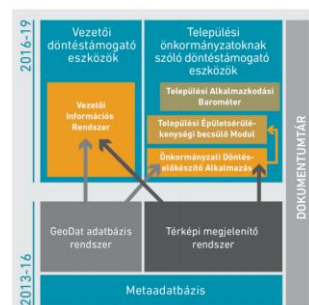 2016-19
Vezetői
döntéstámogató
eszközök
Települési
önkormányzatoknak
szóló döntéstámogató
eszközök
Vezetői
Információs
Rendszer
Települési Alkalmazkodási
Barométer
Települési Épületsérülé-
kenységi becsülő Modul
Önkormányzati Döntés-
előkészítő Alkalmazás
DOKUMENTUMTÁR
2013-16
GeoDat adatbázis
rendszer
Térképi megjelenítő
rendszer
Metaadatbázis